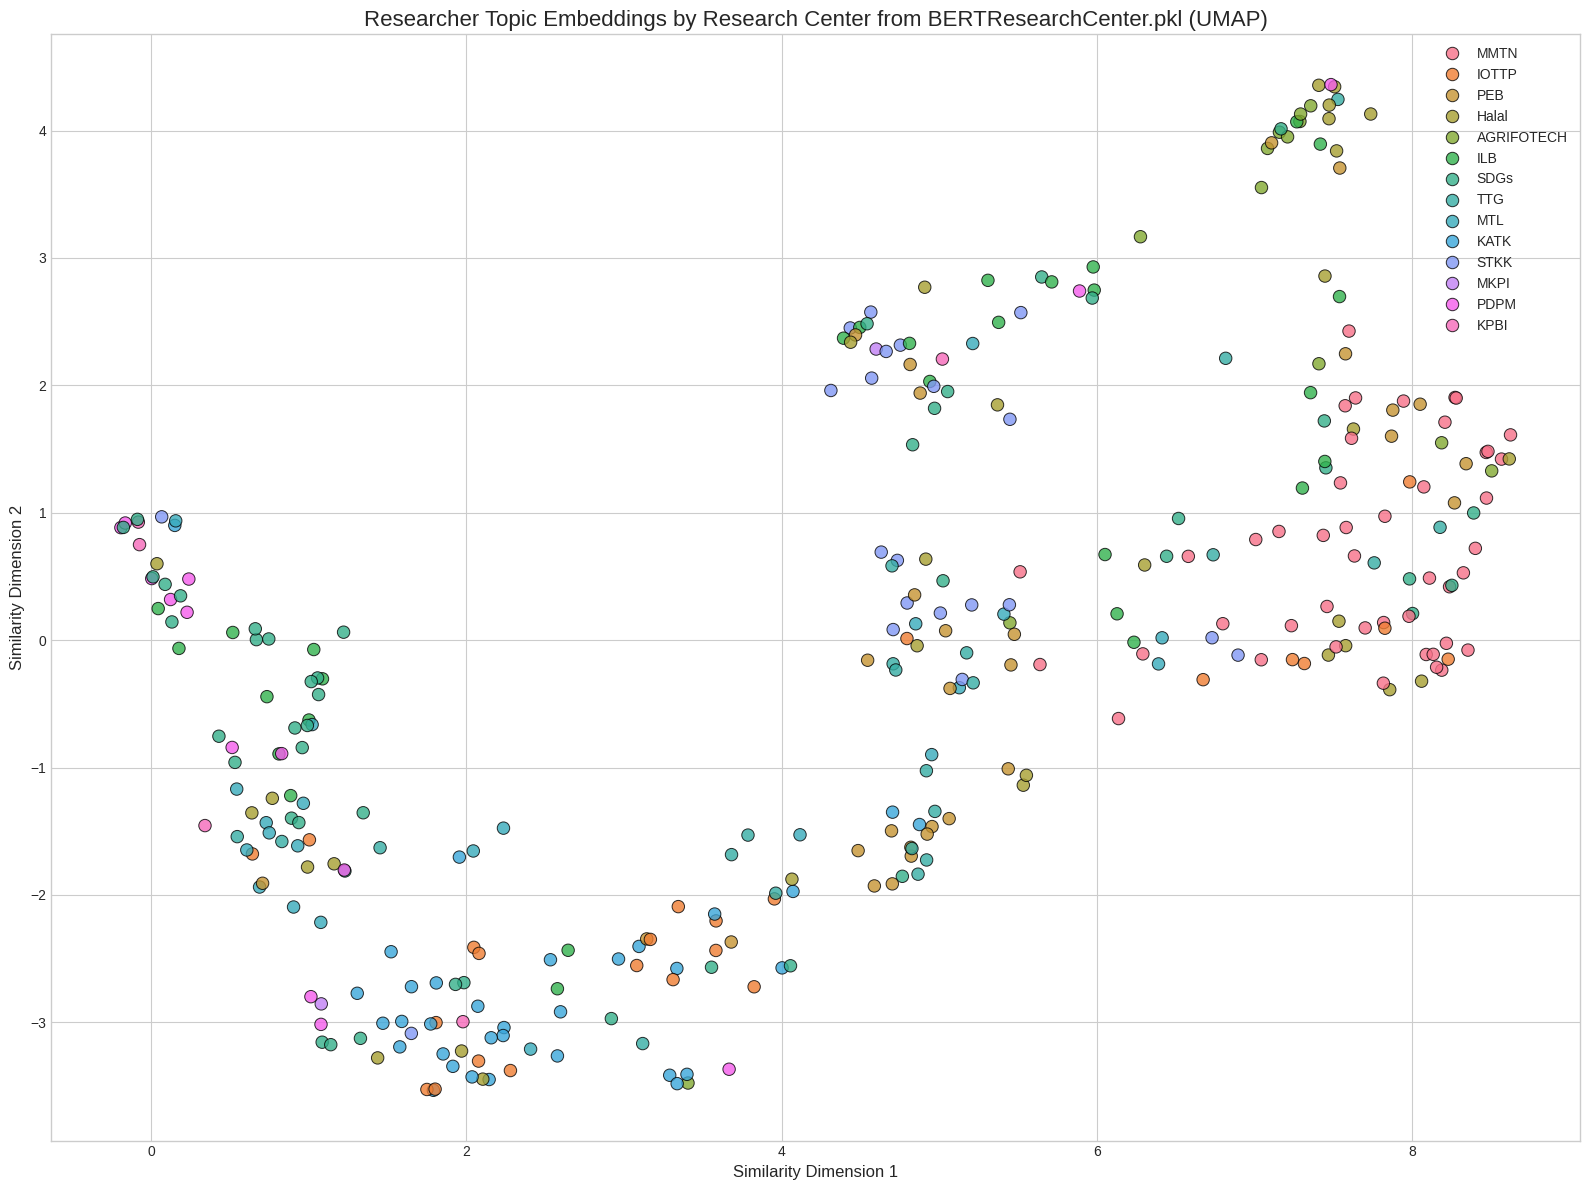 Researcher Topic Embeddings by Research Center from BERTResearchCenter.pkl (UMAP)
MMTN
IOTTP
PEB
Halal
AGRIFOTECH
ILB
SDGs
TTG
MTL
KATK
STKK
MKPI
PDPM
KPBI
Similarity Dimension 2
4
3
2
1
0
−1
−2
−3
0 2 4 6 8
Similarity Dimension 1